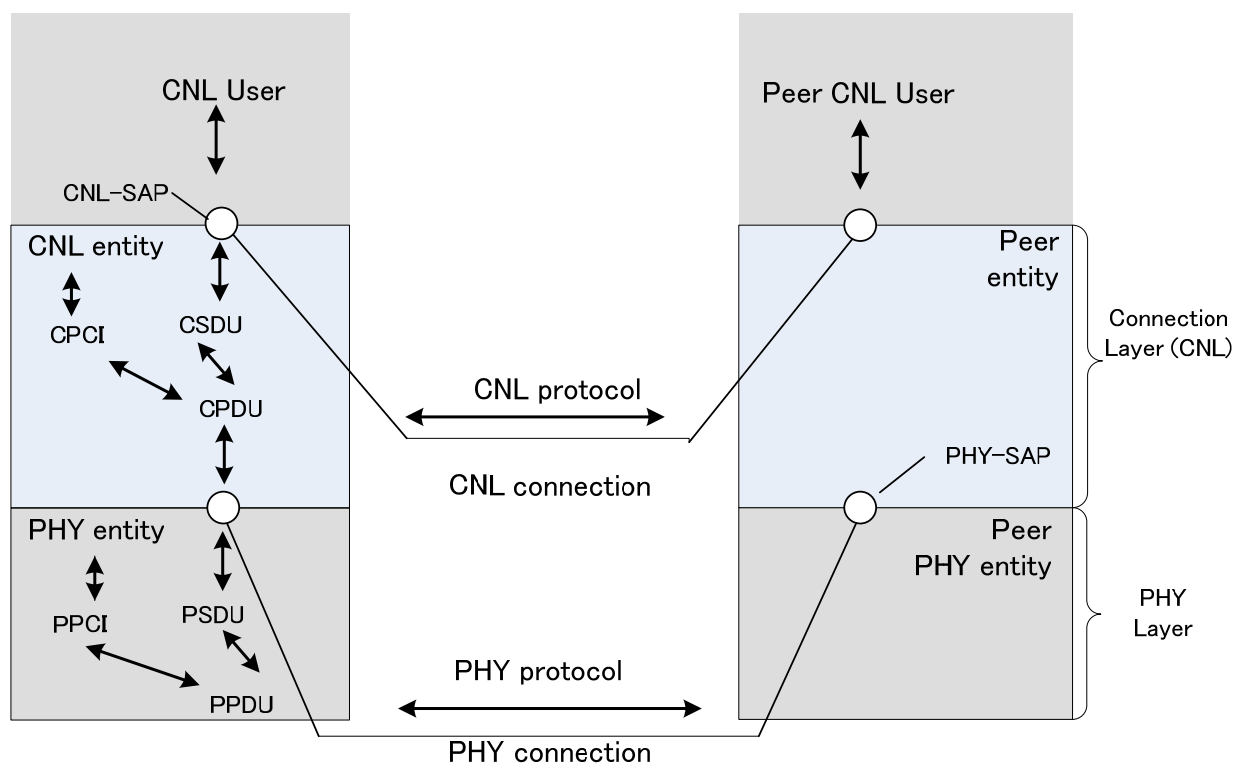 CNL User
Peer CNL User
CNL-SAP
CNL entity
Peer
entity
CPCI
CSDU
Connection
Layer (CNL)
CNL protocol
CPDU
PHY-SAP
CNL connection
PHY entity
Peer
PHY entity
PSDU
PPCI
PHY
Layer
PHY protocol
PPDU
PHY connection